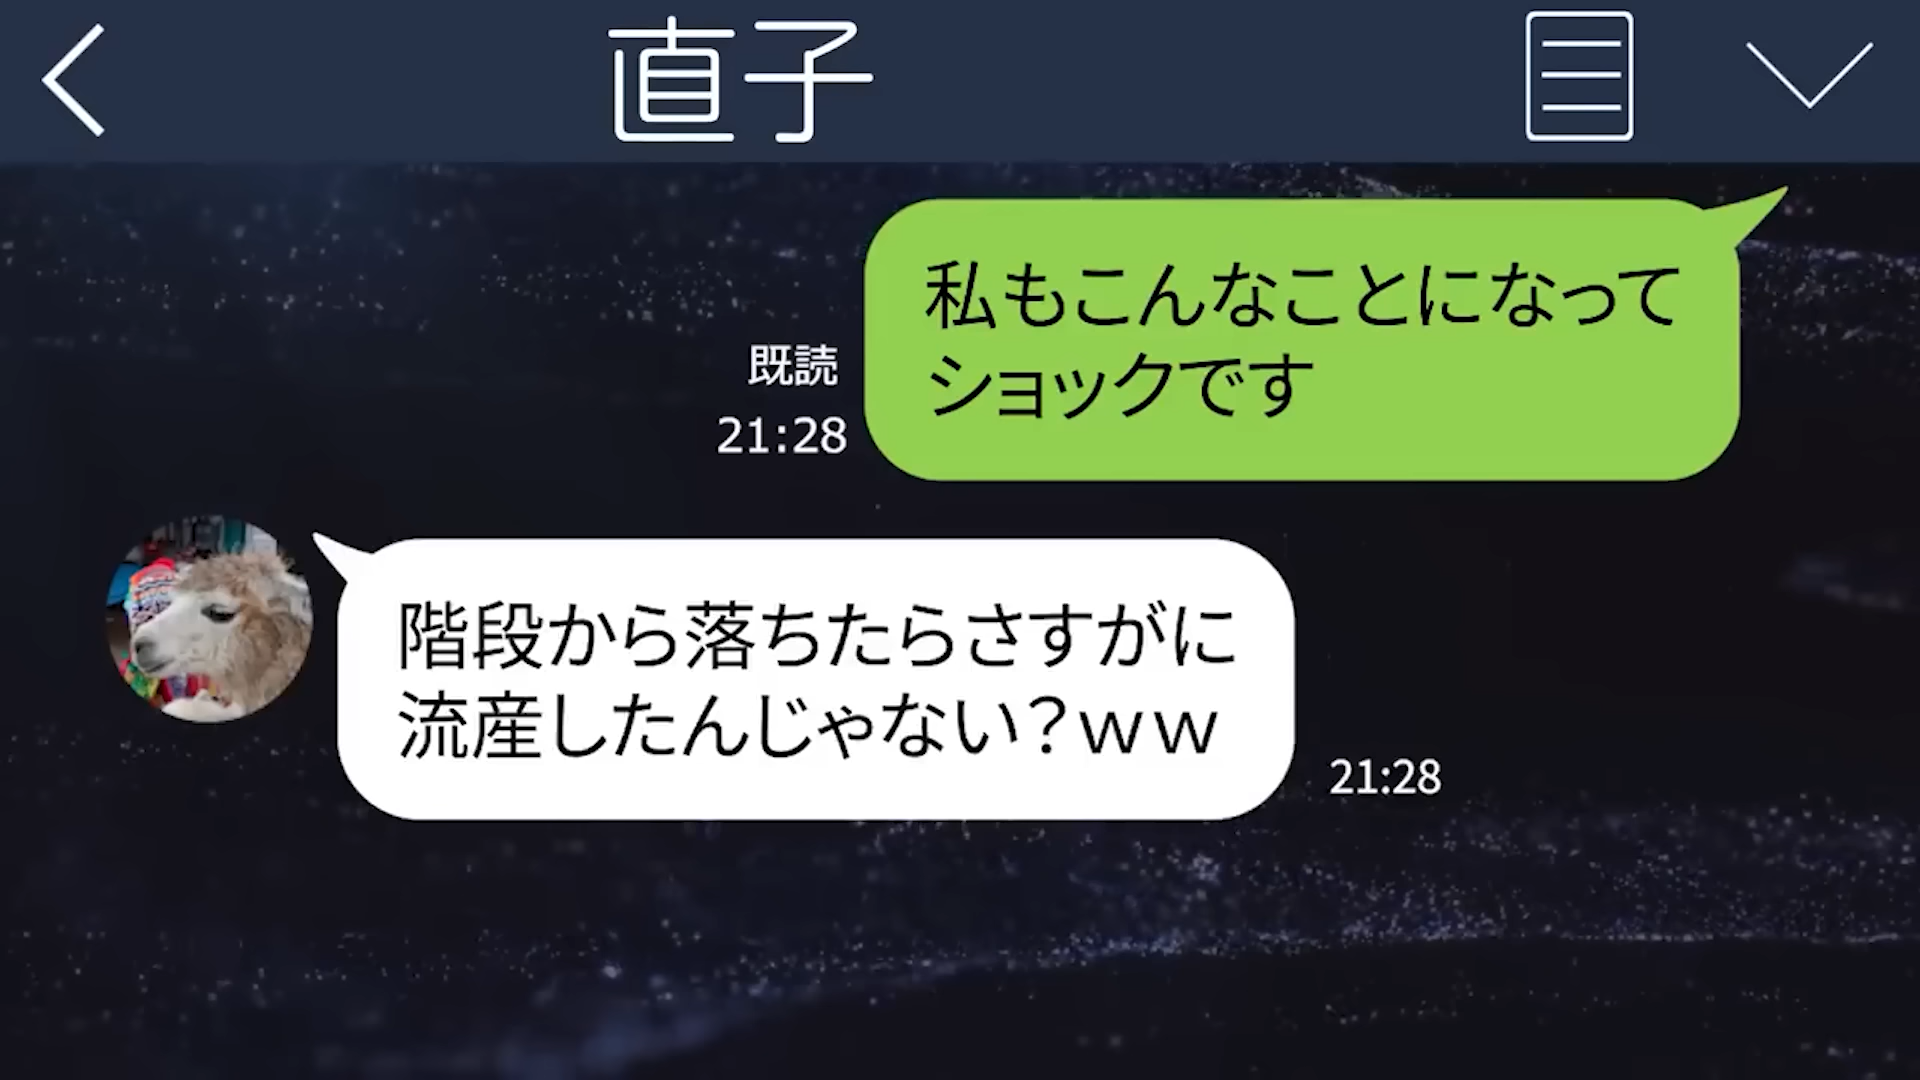 直子
私もこんなことになって
ショックです
既読
21:28
階段から落ちたらさすがに
流産したんじゃない？ｗｗ
21:28